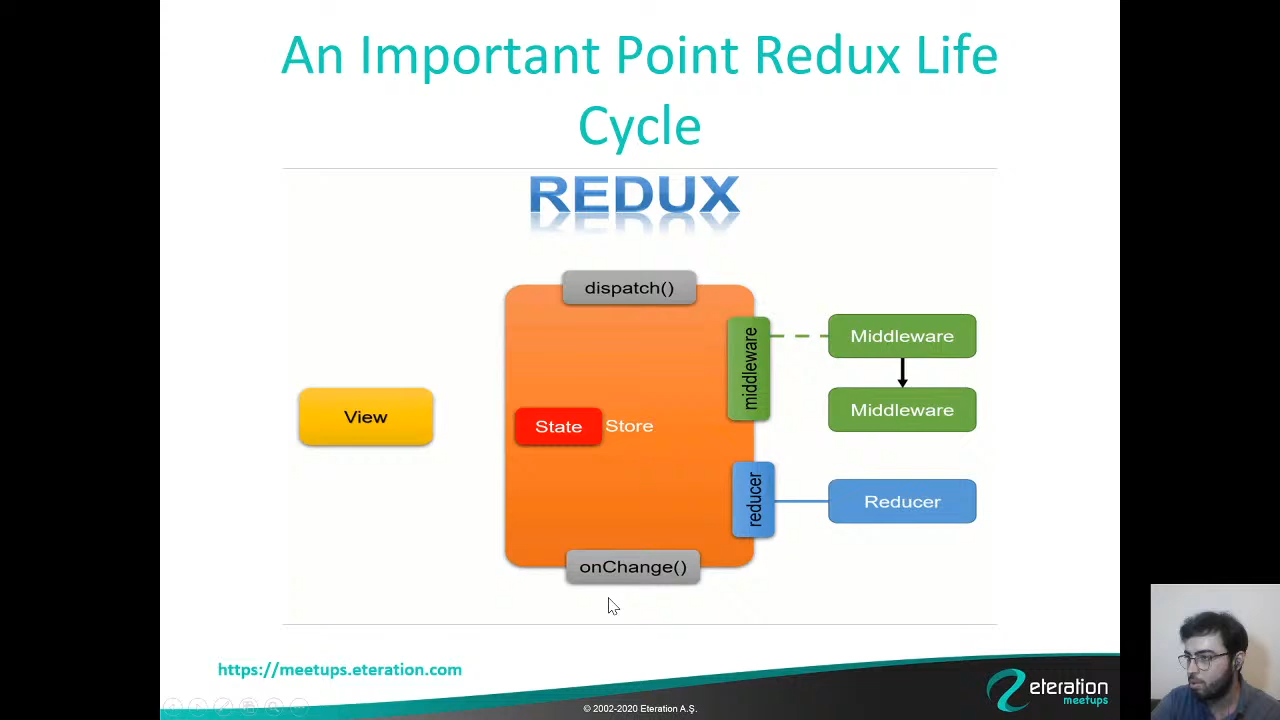 An Important Point Redux Life
Cycle
REDUX
dispatch()
middleware
Middleware
Middleware
View
State
Store
reducer
Reducer
onChange()
https://meetups.eteration.com
© 2002-2020 Eteration A.Ş.
eteration
meetups